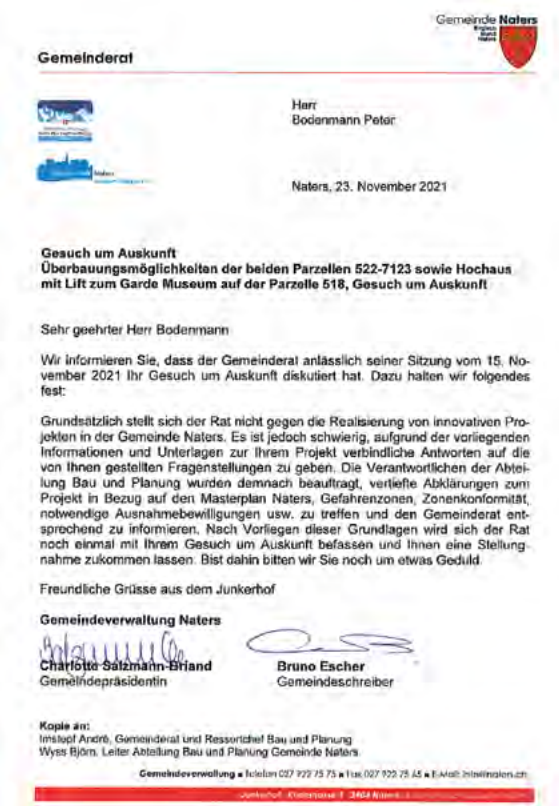 Gemeinde Naters
Gemeinderat
Herr
Bodenmann Peter
Naters, 23. November 2021
Gesuch um Auskunft
Überbauungsmöglichkeiten der beiden Parzellen 522-7123 sowie Hochaus
mit Lift zum Garde Museum auf der Parzelle 518, Gesuch um Auskunft
Sehr geehrter Herr Bodenmann
Wir informieren Sie, dass der Gemeinderat anlässlich seiner Sitzung vom 15. No-
vember 2021 Ihr Gesuch um Auskunft diskutiert hat. Dazu halten wir folgendes
fest:
Grundsätzlich stellt sich der Rat nicht gegen die Realisierung von innovativen Pro-
jekten in der Gemeinde Naters. Es ist jedoch schwierig, aufgrund der vorliegenden
Informationen und Unterlagen zur Ihrem Projekt verbindliche Antworten auf die
von Ihnen gestellten Fragenstellungen zu geben. Die Verantwortlichen der Abtei-
lung Bau und Planung wurden demnach beauftragt, vertiefte Abklärungen zum
Projekt in Bezug auf den Masterplan Naters, Gefahrenzonen, Zonenkonformität,
notwendige Ausnahmebewilligungen usw. zu treffen und den Gemeinderat ent-
sprechend zu informieren. Nach Vorliegen dieser Grundlagen wird sich der Rat
noch einmal mit Ihrem Gesuch um Auskunft befassen und Ihnen eine Stellung-
nahme zukommen lassen. Bist dahin bitten wir Sie noch um etwas Geduld.
Freundliche Grüsse aus dem Junkerhof
Gemeindeverwaltung Naters
Charlotte Salzmann-Briand
Gemeindepräsidentin
Bruno Escher
Gemeindeschreiber
Kopie an:
Imstepf André, Gemeinderat und Ressortchef Bau und Planung
Wyss Björn, Leiter Abteilung Bau und Planung Gemeinde Naters
Gemeindeverwaltung ■ Telefon 027 922 75 75 ■ Fax 027 922 75 65 ■ E-Mail: info@naters.ch